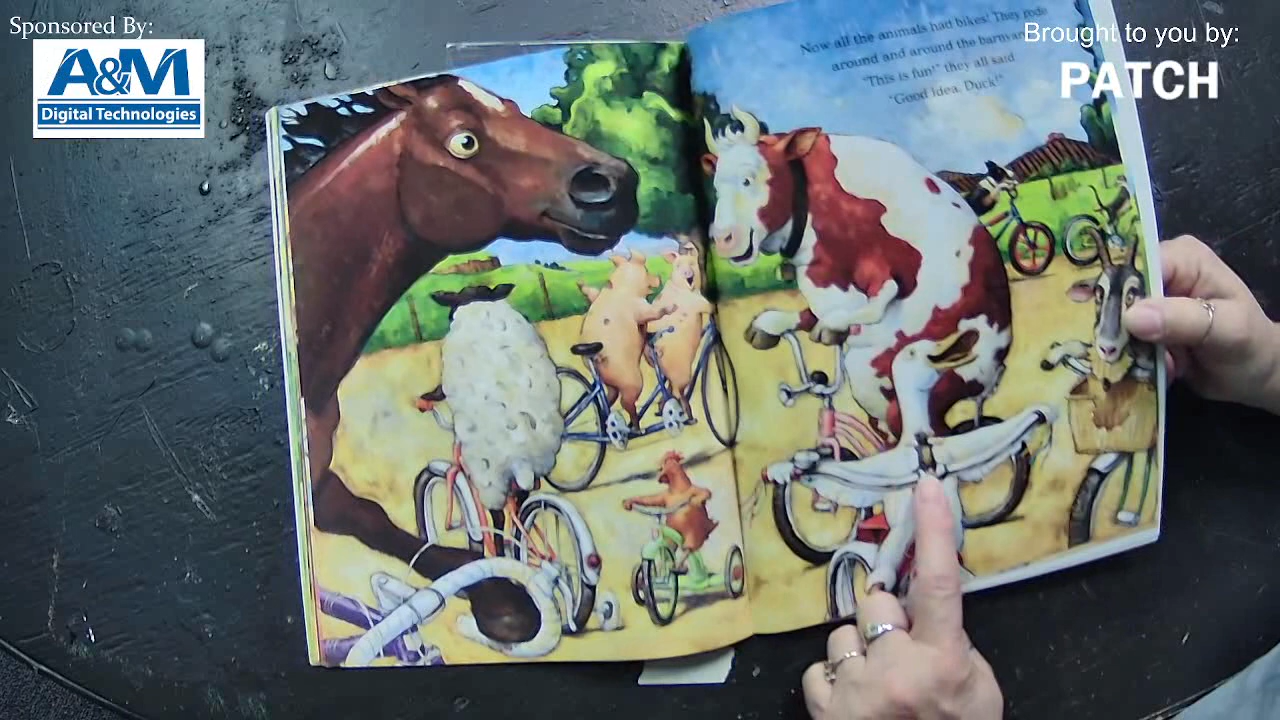 Sponsored By:
A&M
Digital Technologies
Now all the animals had bikes! They rode
around and around the barnyard
"This is fun!" they all said.
"Good idea, Duck!"
Brought to you by:
PATCH